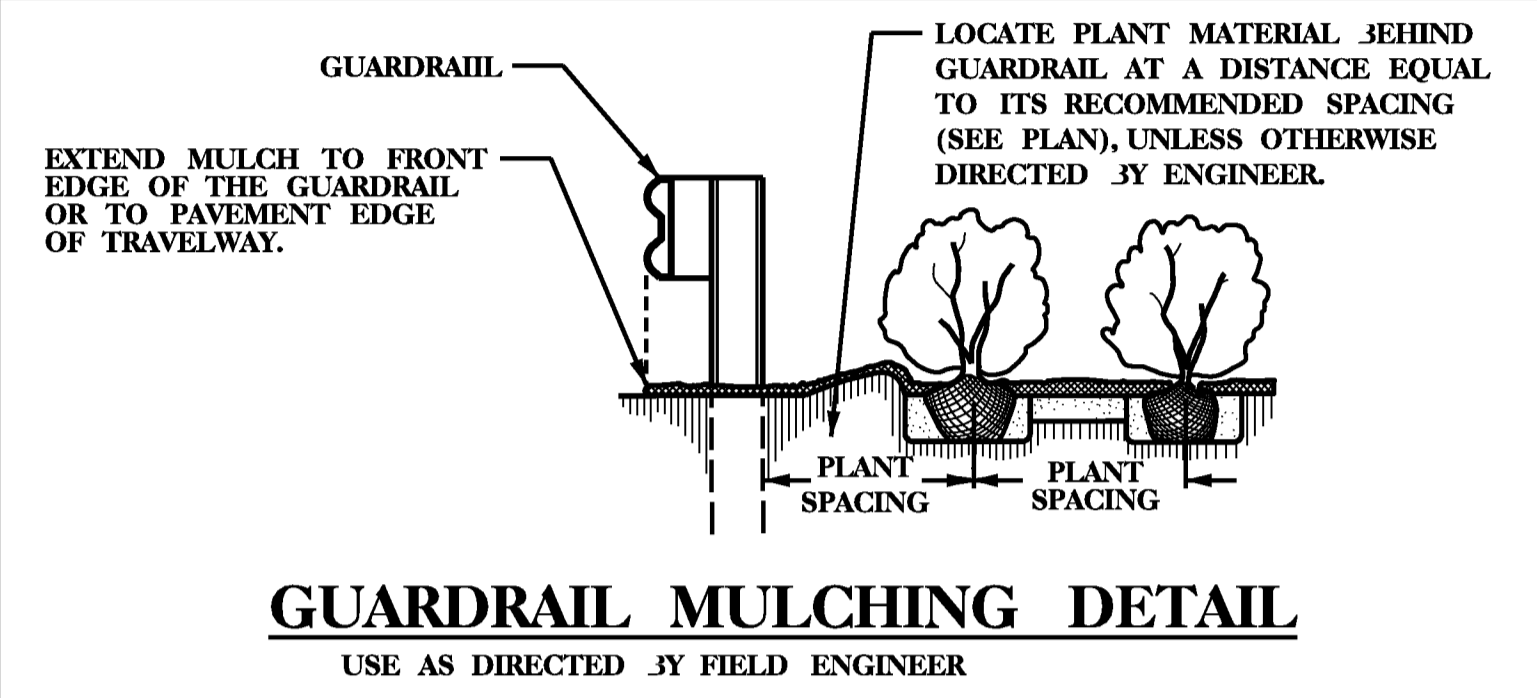 GUARDRAIIL
EXTEND MULCH TO FRONT
EDGE OF THE GUARDRAIL
OR TO PAVEMENT EDGE
OF TRAVELWAY.
LOCATE PLANT MATERIAL 3EHIND
GUARDRAIL AT A DISTANCE EQUAL
TO ITS RECOMMENDED SPACING
(SEE PLAN), UNLESS OTHERWISE
DIRECTED 3Y ENGINEER.
PLANT
SPACING
PLANT
SPACING
GUARDRAIL MULCHING DETAIL
USE AS DIRECTED 3Y FIELD ENGINEER